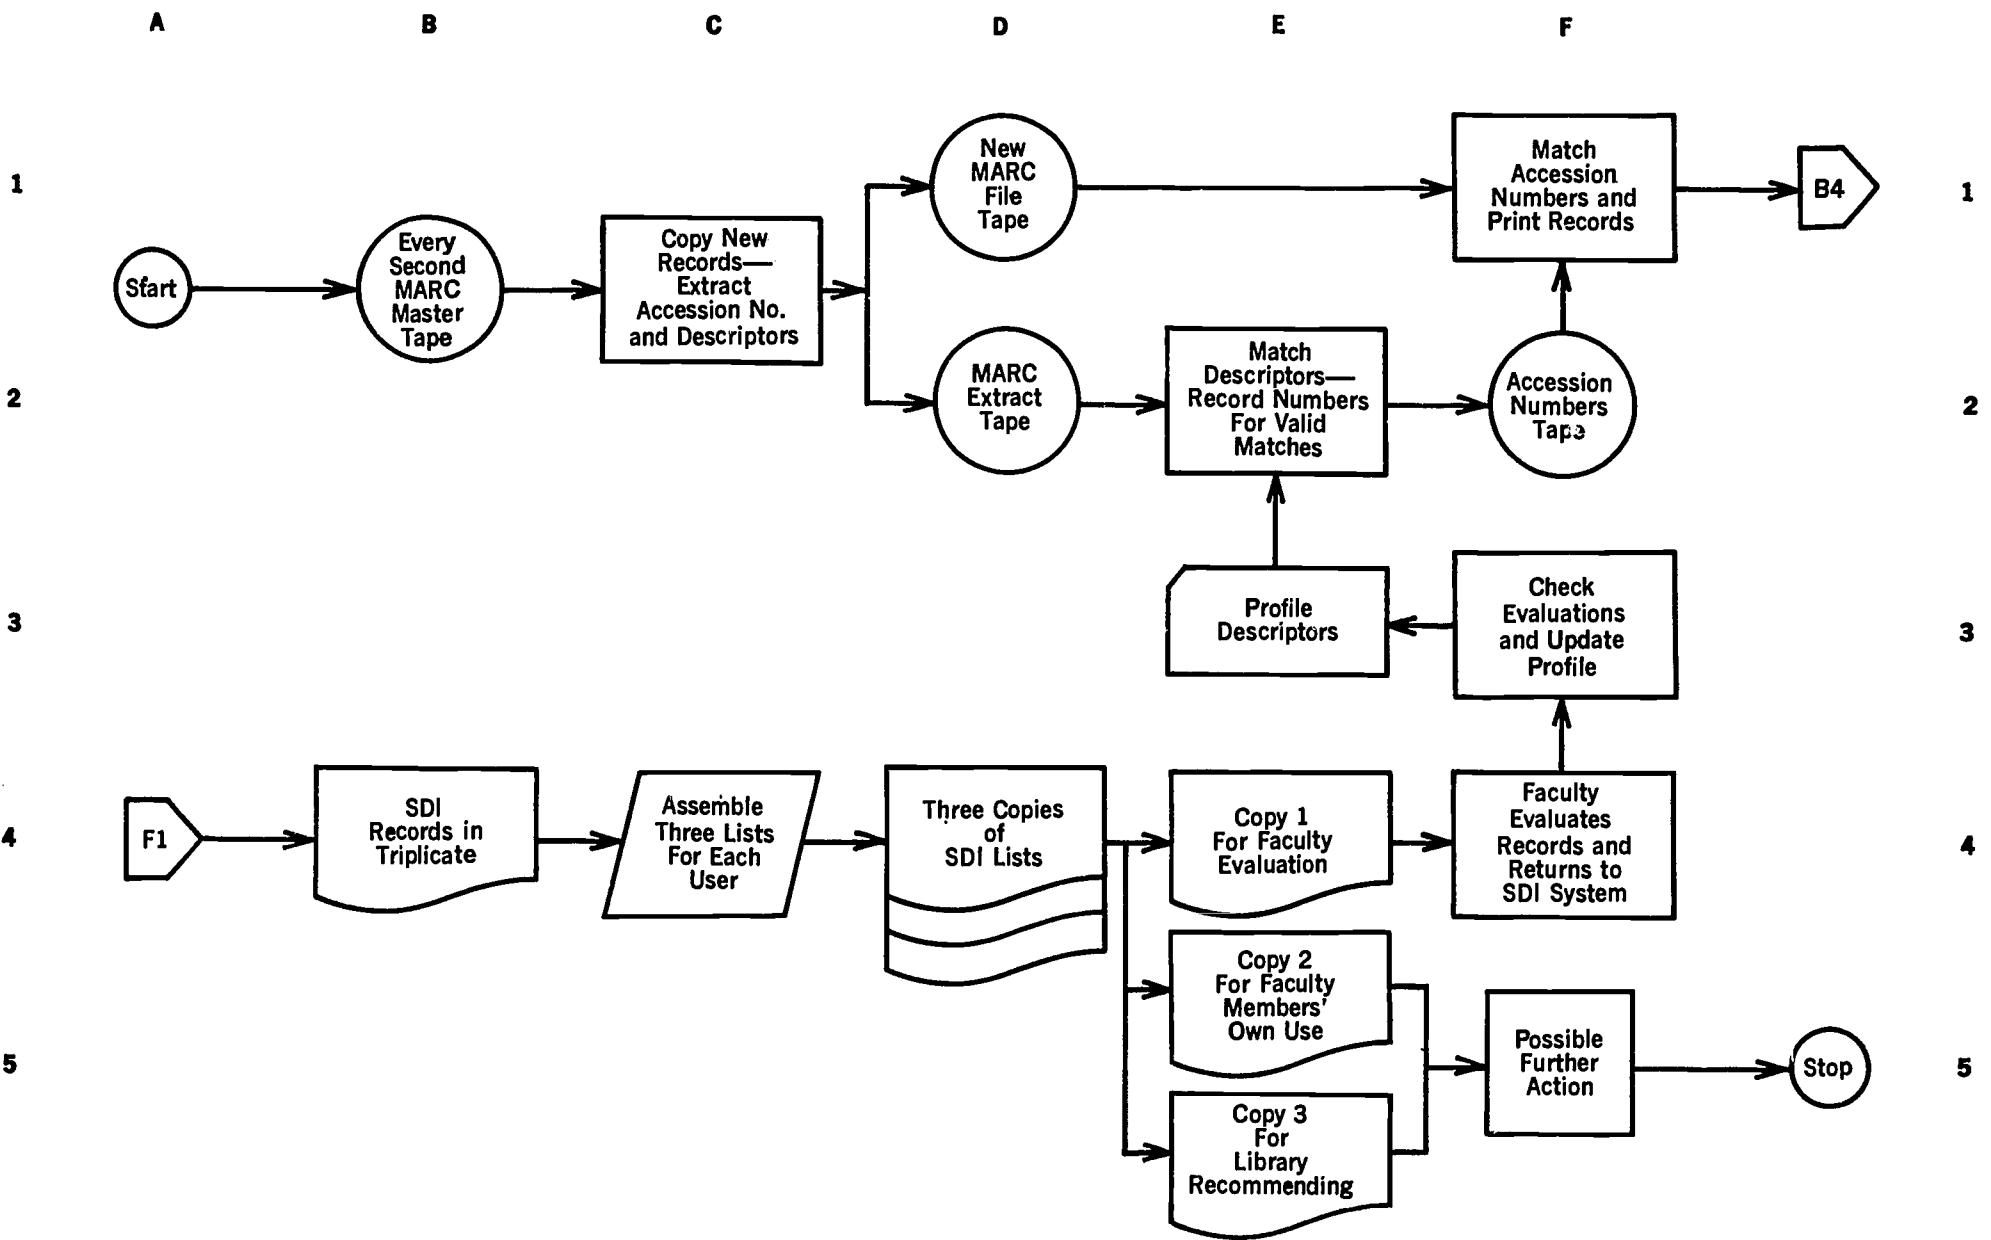 A B C D E F
1
New
MARC
File
Tape
Match
Accession
Numbers and
Print Records
B4
1
Start
Every
Second
MARC
Master
Tape
Copy New
Records—
Extract
Accession No.
and Descriptors
2
MARC
Extract
Tape
Match
Descriptors—
Record Numbers
For Valid
Matches
Accession
Numbers
Tape
2
3
Profile
Descriptors
Check
Evaluations
and Update
Profile
3
4
F1
SDI
Records in
Triplicate
Assemble
Three Lists
For Each
User
Three Copies
of
SDI Lists
Copy 1
For Faculty
Evaluation
Faculty
Evaluates
Records and
Returns to
SDI System
4
5
Copy 2
For Faculty
Members'
Own Use
Copy 3
For
Library
Recommending
Possible
Further
Action
Stop
5